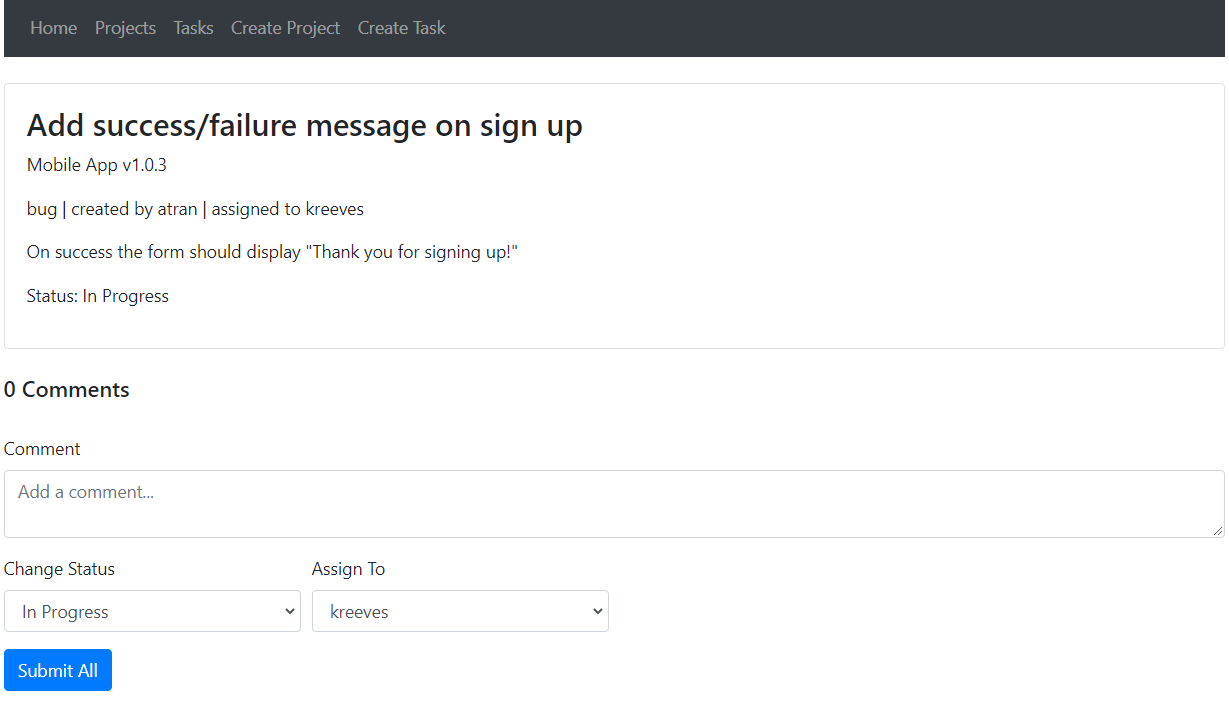 Home Projects Tasks Create Project Create Task
Add success/failure message on sign up
Mobile App v1.0.3
bug | created by atran | assigned to kreeves
On success the form should display "Thank you for signing up!"
Status: In Progress
0 Comments
Comment
Add a comment...
Change Status Assign To
In Progress kreeves
Submit All